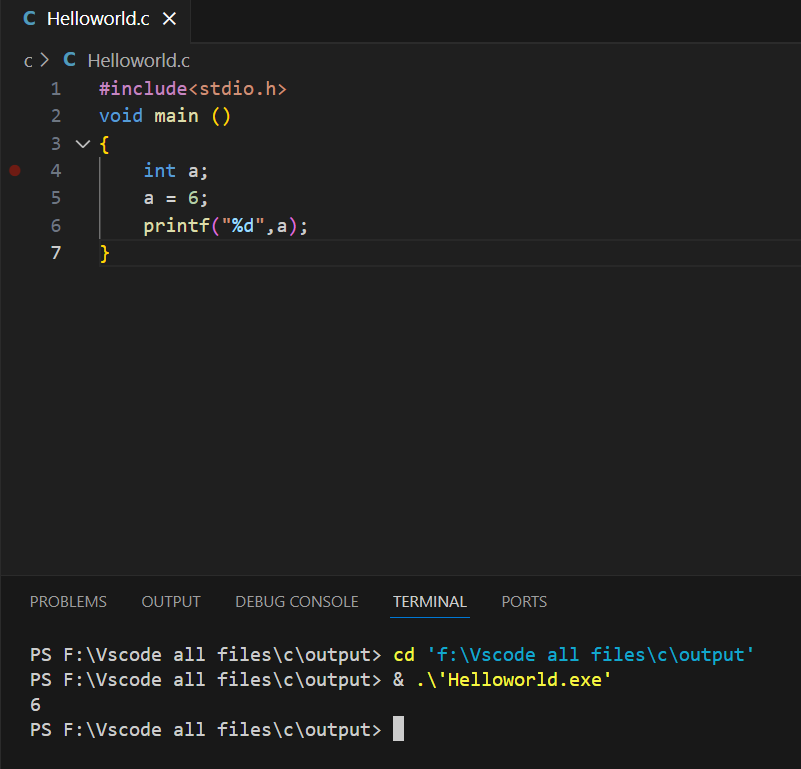 C Helloworld.c ×
c > C Helloworld.c
1 #include<stdio.h>
2 void main ()
3 {
4 int a;
5 a = 6;
6 printf("%d",a);
7 }
PROBLEMS OUTPUT DEBUG CONSOLE TERMINAL PORTS
PS F:\Vscode all files\c\output> cd 'f:\Vscode all files\c\output'
PS F:\Vscode all files\c\output> & .\'Helloworld.exe'
6
PS F:\Vscode all files\c\output>